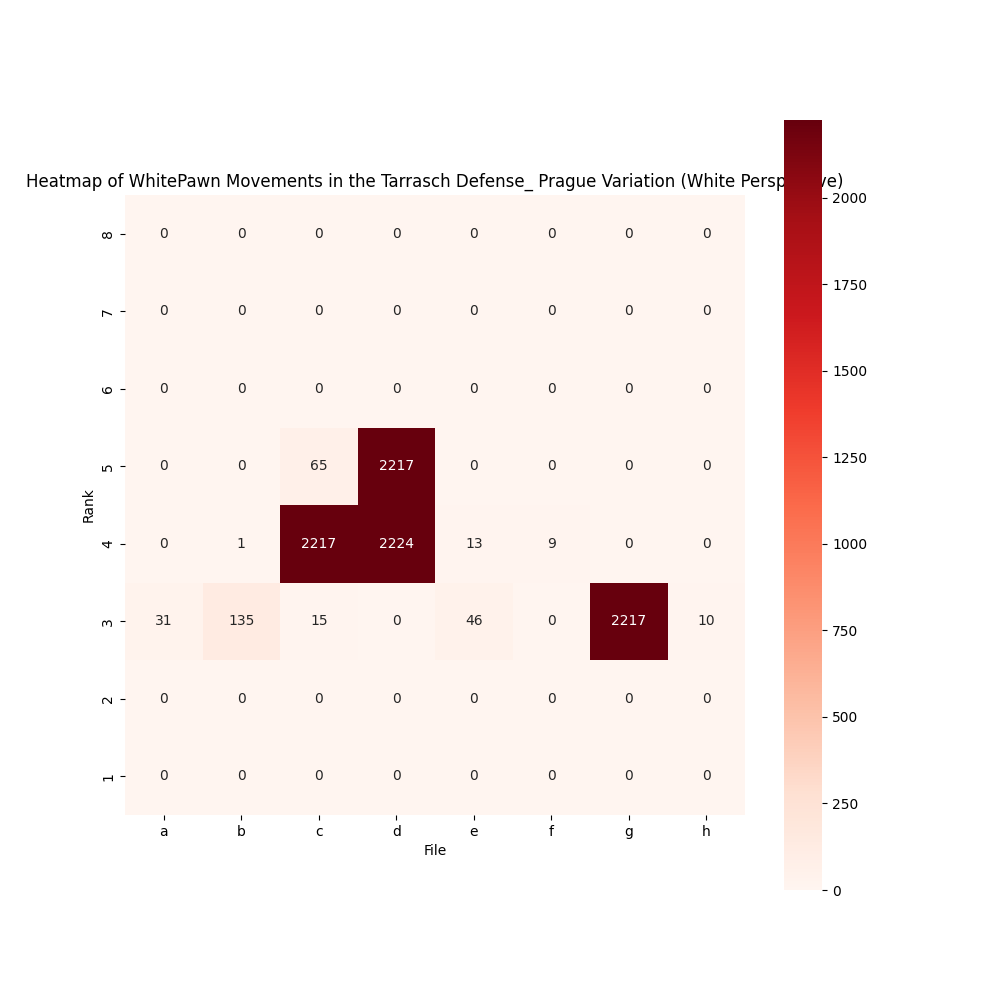 Heatmap of WhitePawn Movements in the Tarrasch Defense_ Prague Variation (White Persp ve)
2000
1750
1500
1250
1000
750
500
250
0
Rank
8 0 0 0 0 0 0 0 0
7 0 0 0 0 0 0 0 0
6 0 0 0 0 0 0 0 0
5 0 0 65 2217 0 0 0 0
4 0 1 2217 2224 13 9 0 0
3 31 135 15 0 46 0 2217 10
2 0 0 0 0 0 0 0 0
1 0 0 0 0 0 0 0 0
a b c d e f g h
File